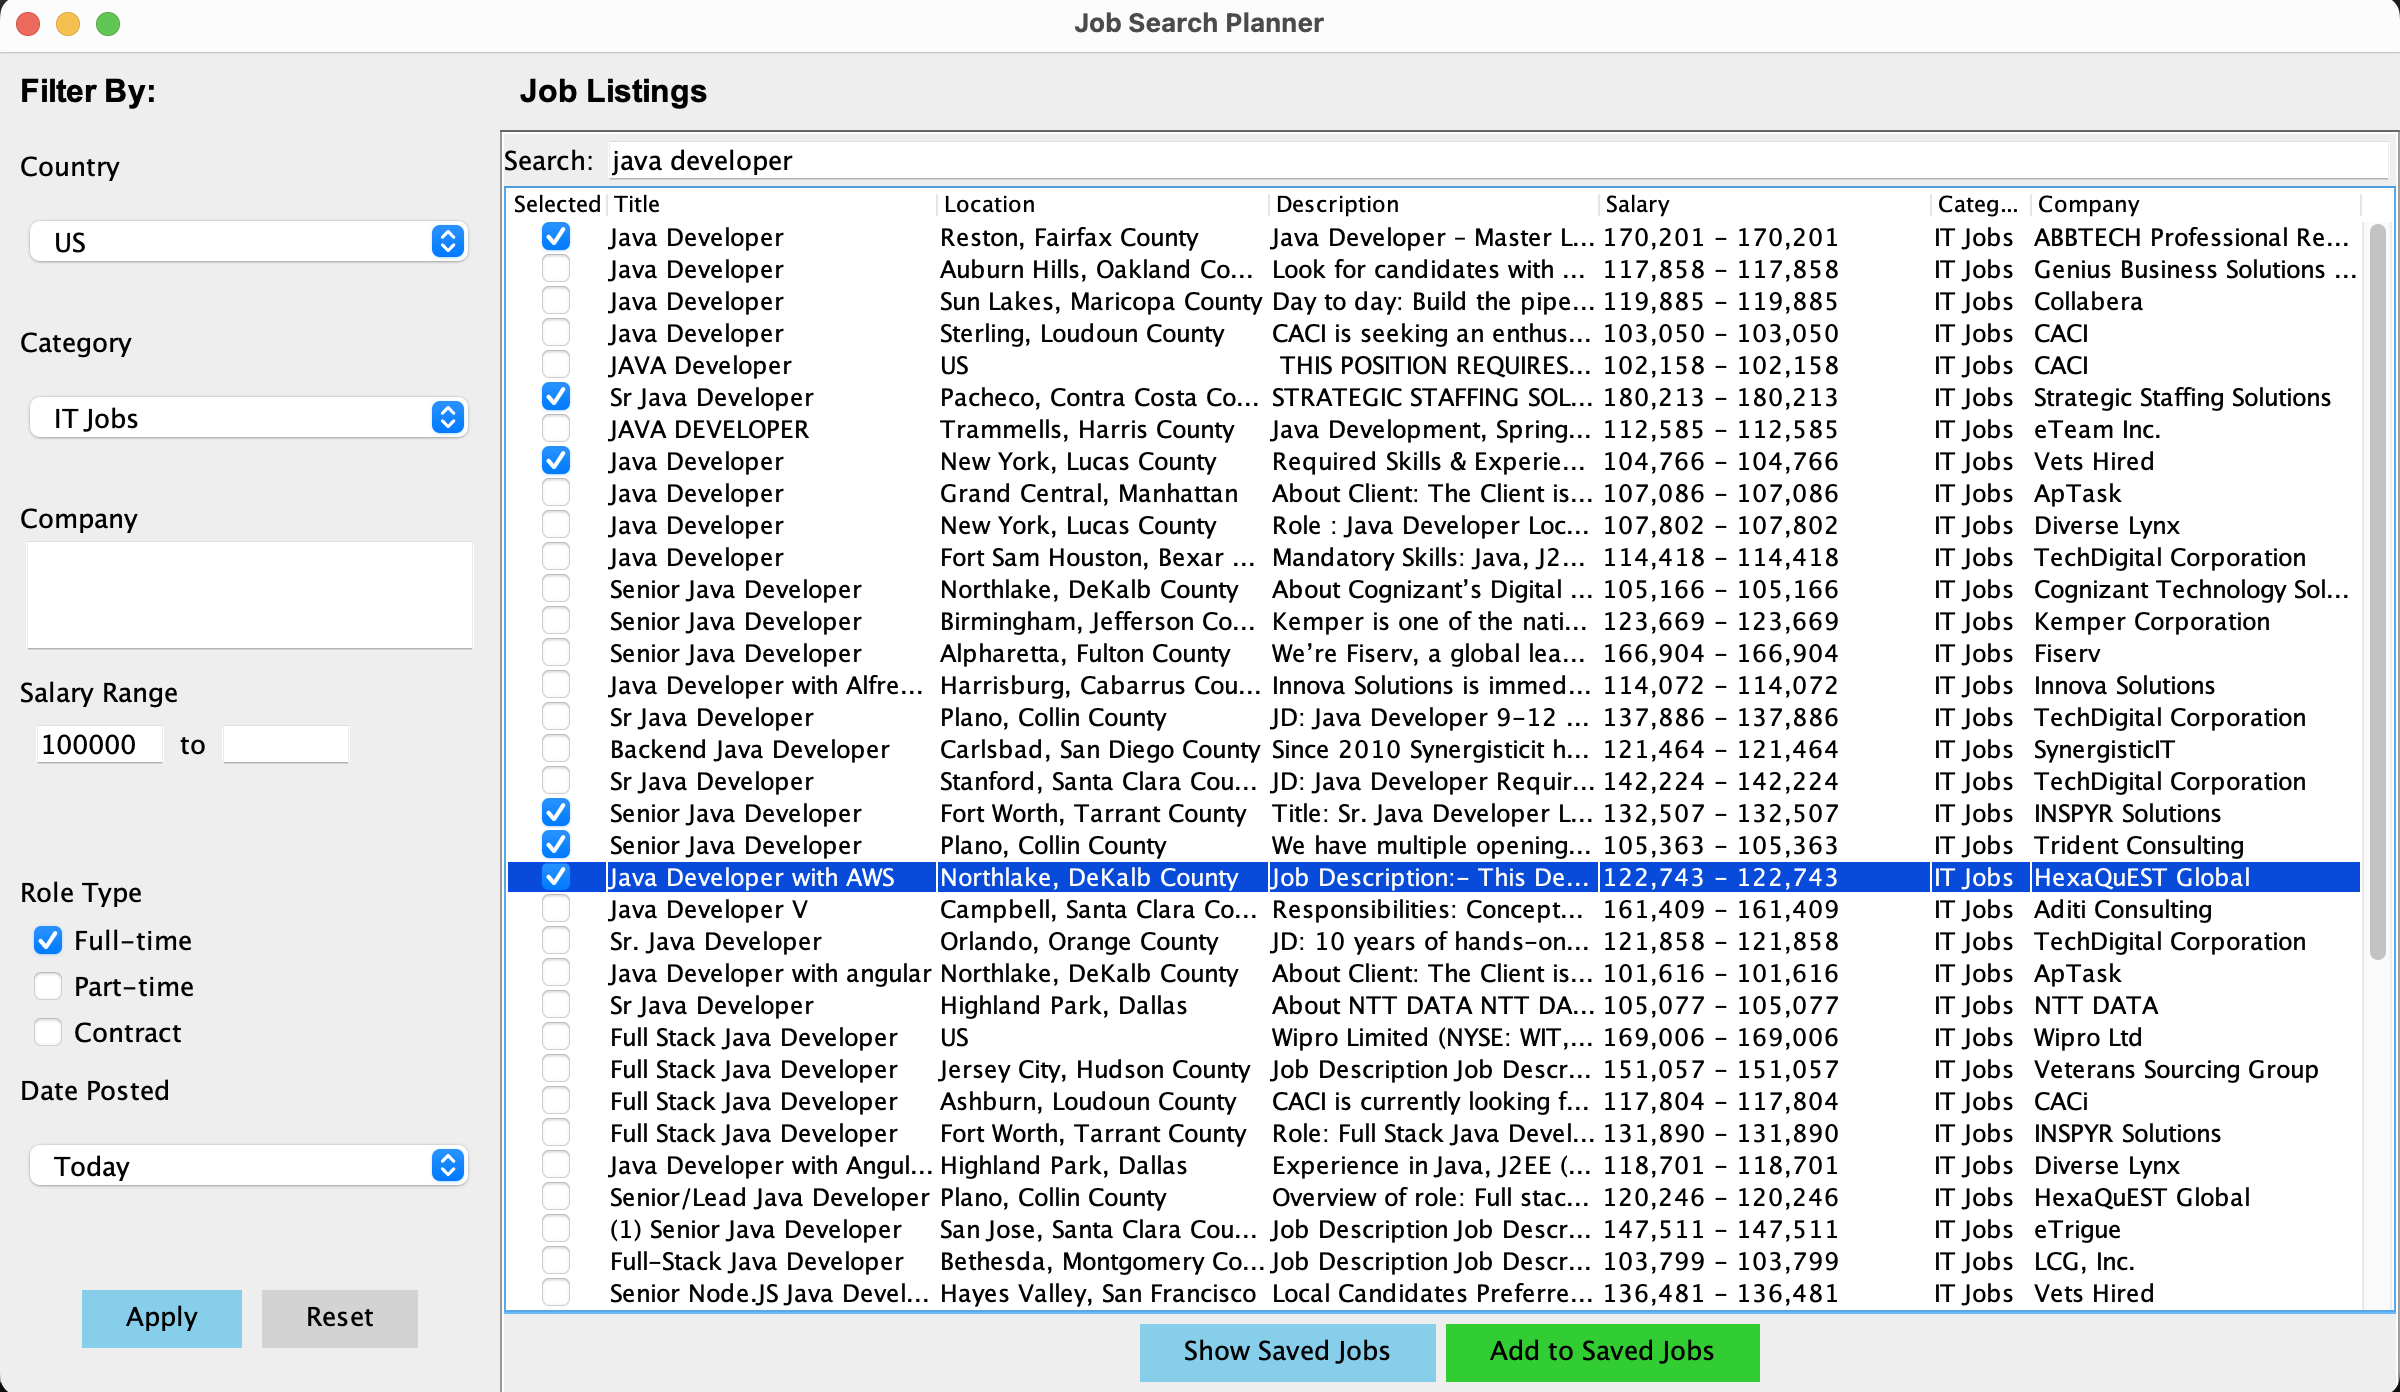 Job Search Planner
Filter By:
Country
US
Category
IT Jobs
Company
Salary Range
100000 to
Role Type
Full-time
Part-time
Contract
Date Posted
Today
Apply Reset
Job Listings
Search: java developer
Selected Title Location Description Salary Categ... Company
Java Developer Reston, Fairfax County Java Developer - Master L... 170,201 - 170,201 IT Jobs ABBTECH Professional Re...
Java Developer Auburn Hills, Oakland Co... Look for candidates with ... 117,858 - 117,858 IT Jobs Genius Business Solutions ...
Java Developer Sun Lakes, Maricopa County Day to day: Build the pipe... 119,885 - 119,885 IT Jobs Collabera
Java Developer Sterling, Loudoun County CACI is seeking an enthus... 103,050 - 103,050 IT Jobs CACI
JAVA Developer US THIS POSITION REQUIRES... 102,158 - 102,158 IT Jobs CACI
Sr Java Developer Pacheco, Contra Costa Co... STRATEGIC STAFFING SOL... 180,213 - 180,213 IT Jobs Strategic Staffing Solutions
JAVA DEVELOPER Trammells, Harris County Java Development, Spring... 112,585 - 112,585 IT Jobs eTeam Inc.
Java Developer New York, Lucas County Required Skills & Experie... 104,766 - 104,766 IT Jobs Vets Hired
Java Developer Grand Central, Manhattan About Client: The Client is... 107,086 - 107,086 IT Jobs ApTask
Java Developer New York, Lucas County Role : Java Developer Loc... 107,802 - 107,802 IT Jobs Diverse Lynx
Java Developer Fort Sam Houston, Bexar ... Mandatory Skills: Java, J2... 114,418 - 114,418 IT Jobs TechDigital Corporation
Senior Java Developer Northlake, DeKalb County About Cognizant's Digital ... 105,166 - 105,166 IT Jobs Cognizant Technology Sol...
Senior Java Developer Birmingham, Jefferson Co... Kemper is one of the nati... 123,669 - 123,669 IT Jobs Kemper Corporation
Senior Java Developer Alpharetta, Fulton County We're Fiserv, a global lea... 166,904 - 166,904 IT Jobs Fiserv
Java Developer with Alfre... Harrisburg, Cabarrus Cou... Innova Solutions is immed... 114,072 - 114,072 IT Jobs Innova Solutions
Sr Java Developer Plano, Collin County JD: Java Developer 9-12 ... 137,886 - 137,886 IT Jobs TechDigital Corporation
Backend Java Developer Carlsbad, San Diego County Since 2010 Synergisticit h... 121,464 - 121,464 IT Jobs SynergisticIT
Sr Java Developer Stanford, Santa Clara Cou... JD: Java Developer Requir... 142,224 - 142,224 IT Jobs TechDigital Corporation
Senior Java Developer Fort Worth, Tarrant County Title: Sr. Java Developer L... 132,507 - 132,507 IT Jobs INSPYR Solutions
Senior Java Developer Plano, Collin County We have multiple opening... 105,363 - 105,363 IT Jobs Trident Consulting
Java Developer with AWS Northlake, DeKalb County Job Description:- This De... 122,743 - 122,743 IT Jobs HexaQuEST Global
Java Developer V Campbell, Santa Clara Co... Responsibilities: Concept... 161,409 - 161,409 IT Jobs Aditi Consulting
Sr. Java Developer Orlando, Orange County JD: 10 years of hands-on... 121,858 - 121,858 IT Jobs TechDigital Corporation
Java Developer with angular Northlake, DeKalb County About Client: The Client is... 101,616 - 101,616 IT Jobs ApTask
Sr Java Developer Highland Park, Dallas About NTT DATA NTT DA... 105,077 - 105,077 IT Jobs NTT DATA
Full Stack Java Developer US Wipro Limited (NYSE: WIT,... 169,006 - 169,006 IT Jobs Wipro Ltd
Full Stack Java Developer Jersey City, Hudson County Job Description Job Descr... 151,057 - 151,057 IT Jobs Veterans Sourcing Group
Full Stack Java Developer Ashburn, Loudoun County CACI is currently looking f... 117,804 - 117,804 IT Jobs CACi
Full Stack Java Developer Fort Worth, Tarrant County Role: Full Stack Java Devel... 131,890 - 131,890 IT Jobs INSPYR Solutions
Java Developer with Angul... Highland Park, Dallas Experience in Java, J2EE (... 118,701 - 118,701 IT Jobs Diverse Lynx
Senior/Lead Java Developer Plano, Collin County Overview of role: Full stac... 120,246 - 120,246 IT Jobs HexaQuEST Global
(1) Senior Java Developer San Jose, Santa Clara Cou... Job Description Job Descr... 147,511 - 147,511 IT Jobs eTrigue
Full-Stack Java Developer Bethesda, Montgomery Co... Job Description Job Descr... 103,799 - 103,799 IT Jobs LCG, Inc.
Senior Node.JS Java Devel... Hayes Valley, San Francisco Local Candidates Preferre... 136,481 - 136,481 IT Jobs Vets Hired
Show Saved Jobs Add to Saved Jobs